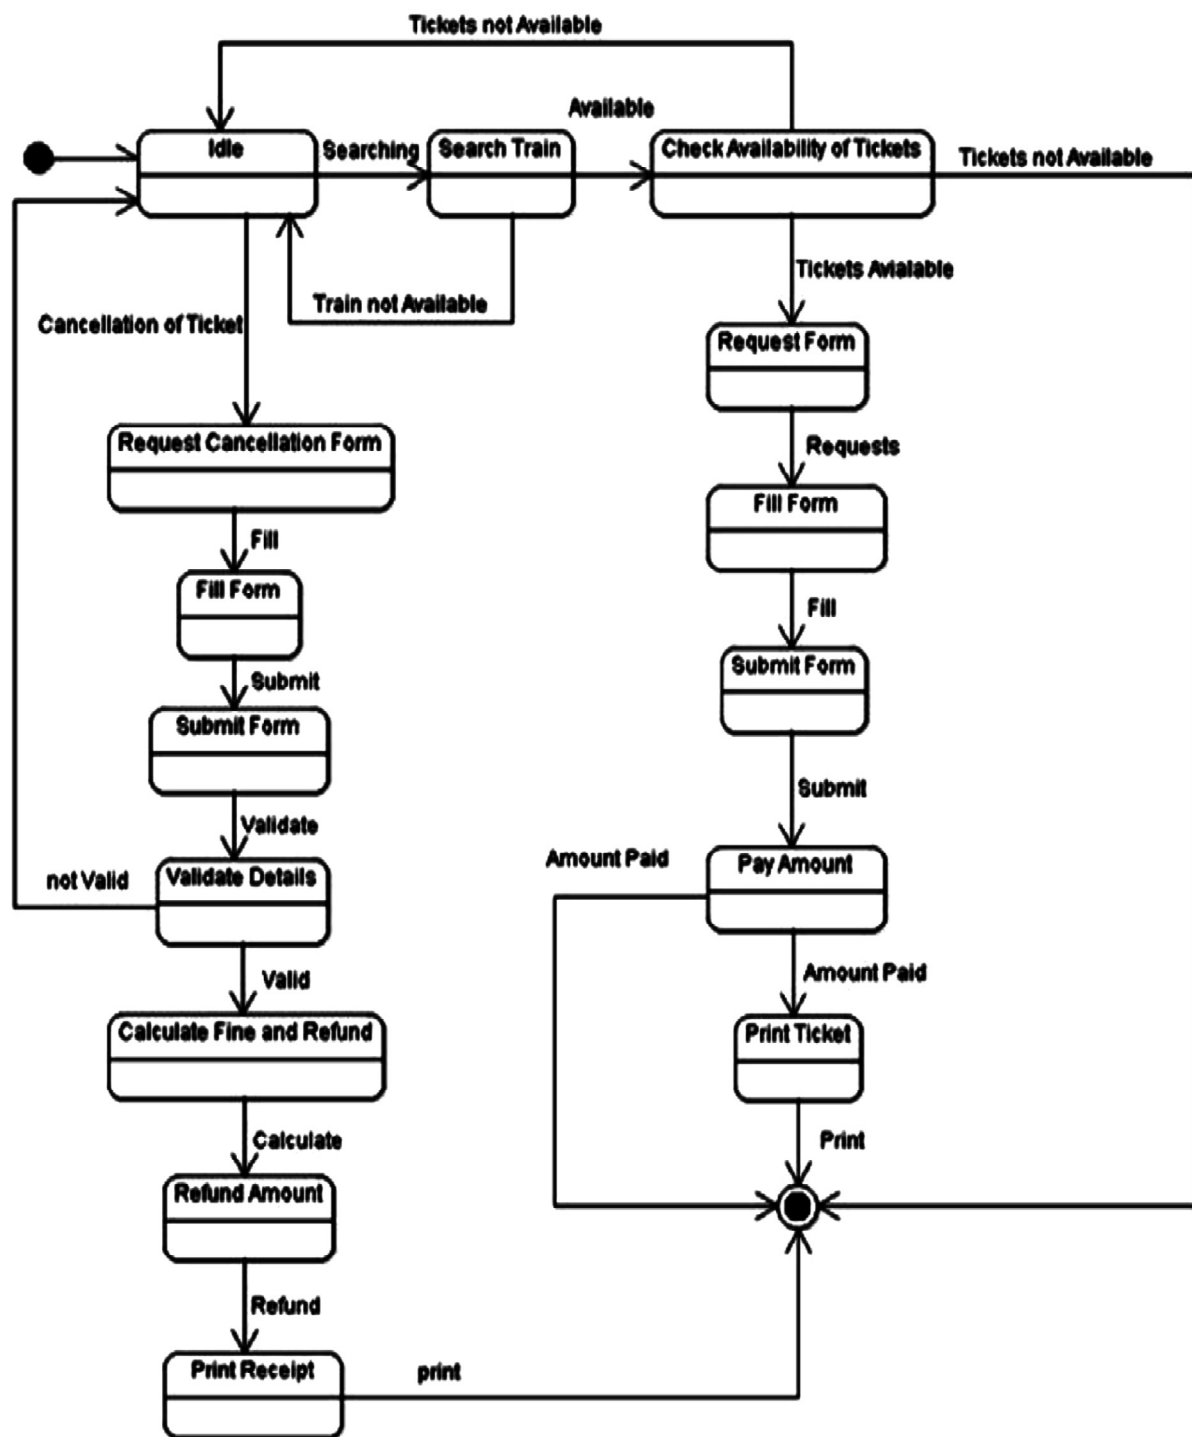 Tickets not Available
Available
Idle
Searching
Search Train
Check Availability of Tickets
Tickets not Available
Tickets Avialable
Train not Available
Cancellation of Ticket
Request Form
Request Cancellation Form
Requests
Fill Form
Fill
Fill Form
Fill
Submit
Submit Form
Submit Form
Submit
Validate
Validate Details
not Valid
Amount Paid
Pay Amount
Valid
Amount Paid
Calculate Fine and Refund
Print Ticket
Calculate
Print
Refund Amount
Refund
Print Receipt
print